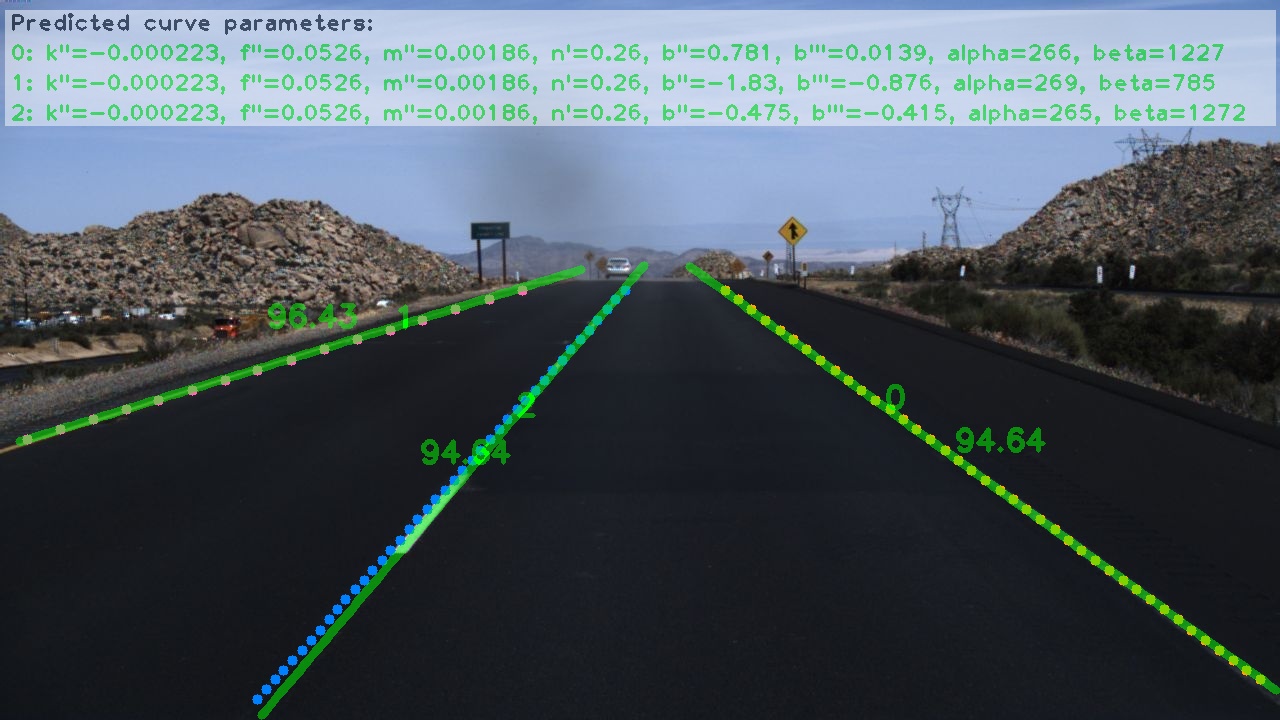 Predicted curve parameters:
0: k''=-0.000223, f''=0.0526, m''=0.00186, n'=0.26, b''=0.781, b'''=0.0139, alpha=266, beta=1227
1: k''=-0.000223, f''=0.0526, m''=0.00186, n'=0.26, b''=-1.83, b'''=-0.876, alpha=269, beta=785
2: k''=-0.000223, f''=0.0526, m''=0.00186, n'=0.26, b''=-0.475, b'''=-0.415, alpha=265, beta=1272
96.43 1
2 0
94.64 94.64